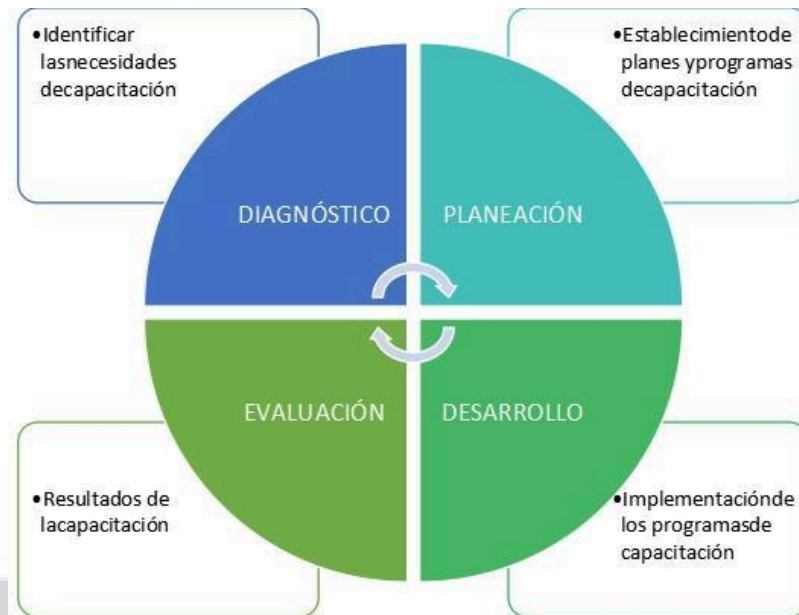 •Identificar
lasnecesidades
decapacitación
•Establecimientode
planes yprogramas
decapacitación
DIAGNÓSTICO
PLANEACIÓN
EVALUACIÓN
DESARROLLO
•Resultados de
lacapacitación
•Implementaciónde
los programasde
capacitación